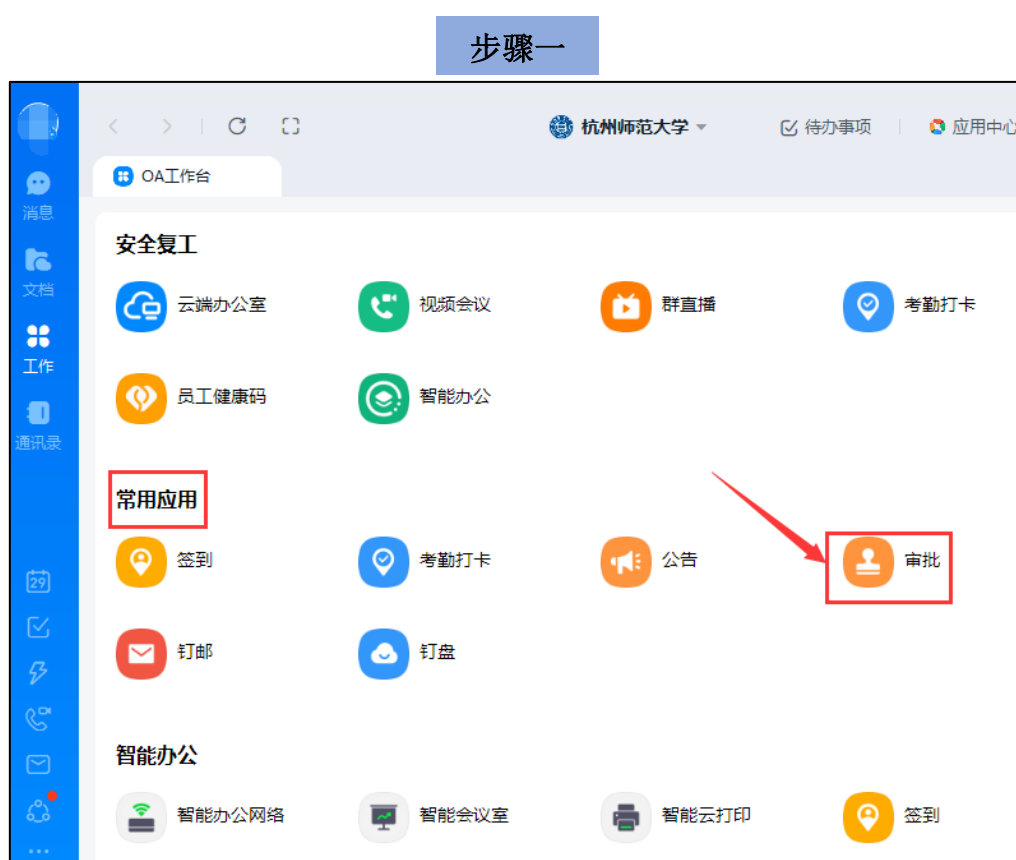 步骤一
杭州师范大学
待办事项
应用中心
OA工作台
消息
文档
工作
通讯录
29
安全复工
云端办公室
视频会议
群直播
考勤打卡
员工健康码
智能办公
常用应用
签到
考勤打卡
公告
审批
钉邮
钉盘
智能办公
智能办公网络
智能会议室
智能云打印
签到